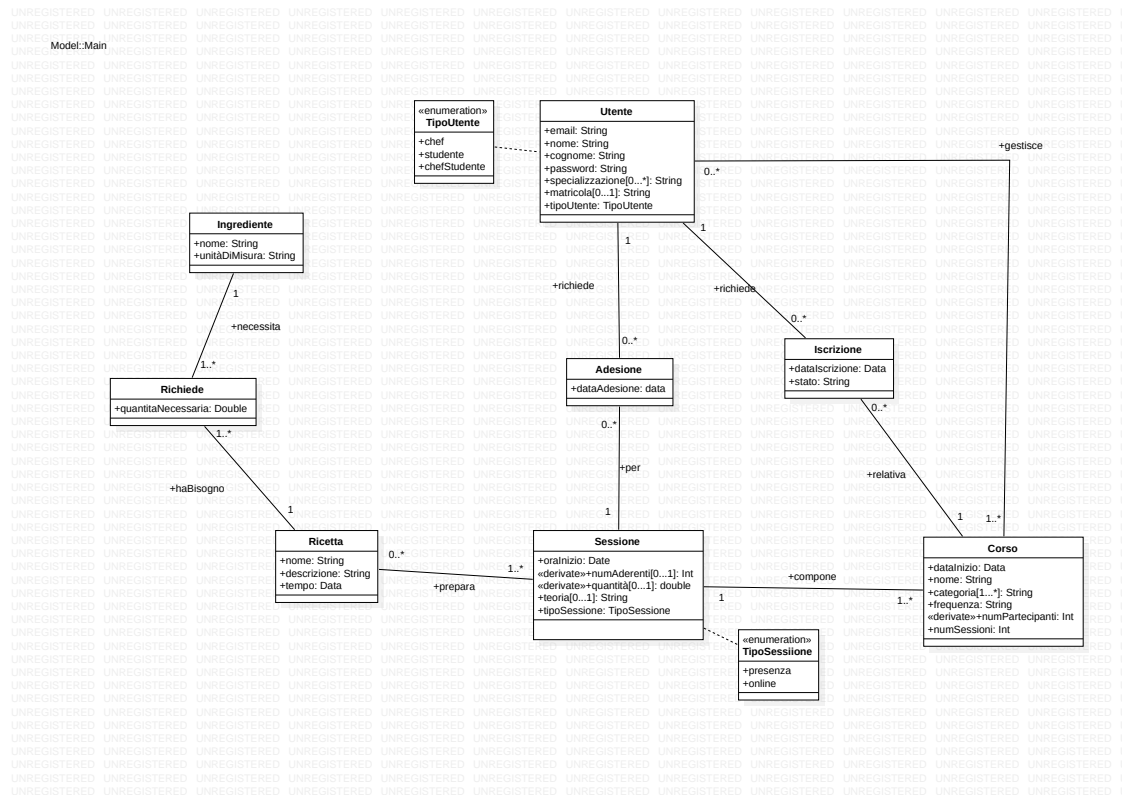 Model::Main
«enumeration»
TipoUtente
+chef
+studente
+chefStudente
Utente
+email: String
+nome: String
+cognome: String
+password: String
+specializzazione[0...*]: String
+matricola[0...1]: String
+tipoUtente: TipoUtente
+gestisce
0..*
Ingrediente
+nome: String
+unitàDiMisura: String
1
1
1
+richiede
+richiede
+necessita
0..*
0..*
1..*
Richiede
+quantitaNecessaria: Double
1..*
Adesione
+dataAdesione: data
0..*
Iscrizione
+dataIscrizione: Data
+stato: String
0..*
+per
+relativa
+haBisogno
1
1
1
1..*
Ricetta
+nome: String
+descrizione: String
+tempo: Data
0..*
1..*
+prepara
Sessione
+oraInizio: Date
«derivate»+numAderenti[0...1]: Int
«derivate»+quantità[0...1]: double
+teoria[0...1]: String
+tipoSessione: TipoSessione
+compone
1
1..*
Corso
+dataInizio: Data
+nome: String
+categoria[1...*]: String
+frequenza: String
«derivate»+numPartecipanti: Int
+numSessioni: Int
«enumeration»
TipoSessiione
+presenza
+online